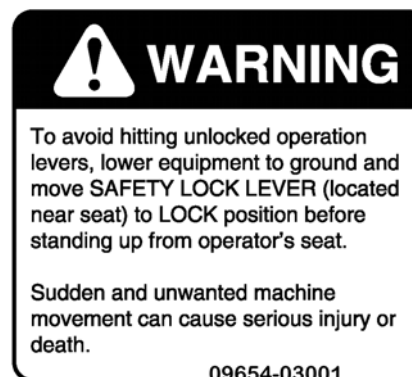 WARNING
To avoid hitting unlocked operation
levers, lower equipment to ground and
move SAFETY LOCK LEVER (located
near seat) to LOCK position before
standing up from operator's seat.
Sudden and unwanted machine
movement can cause serious injury or
death.
09654-03001